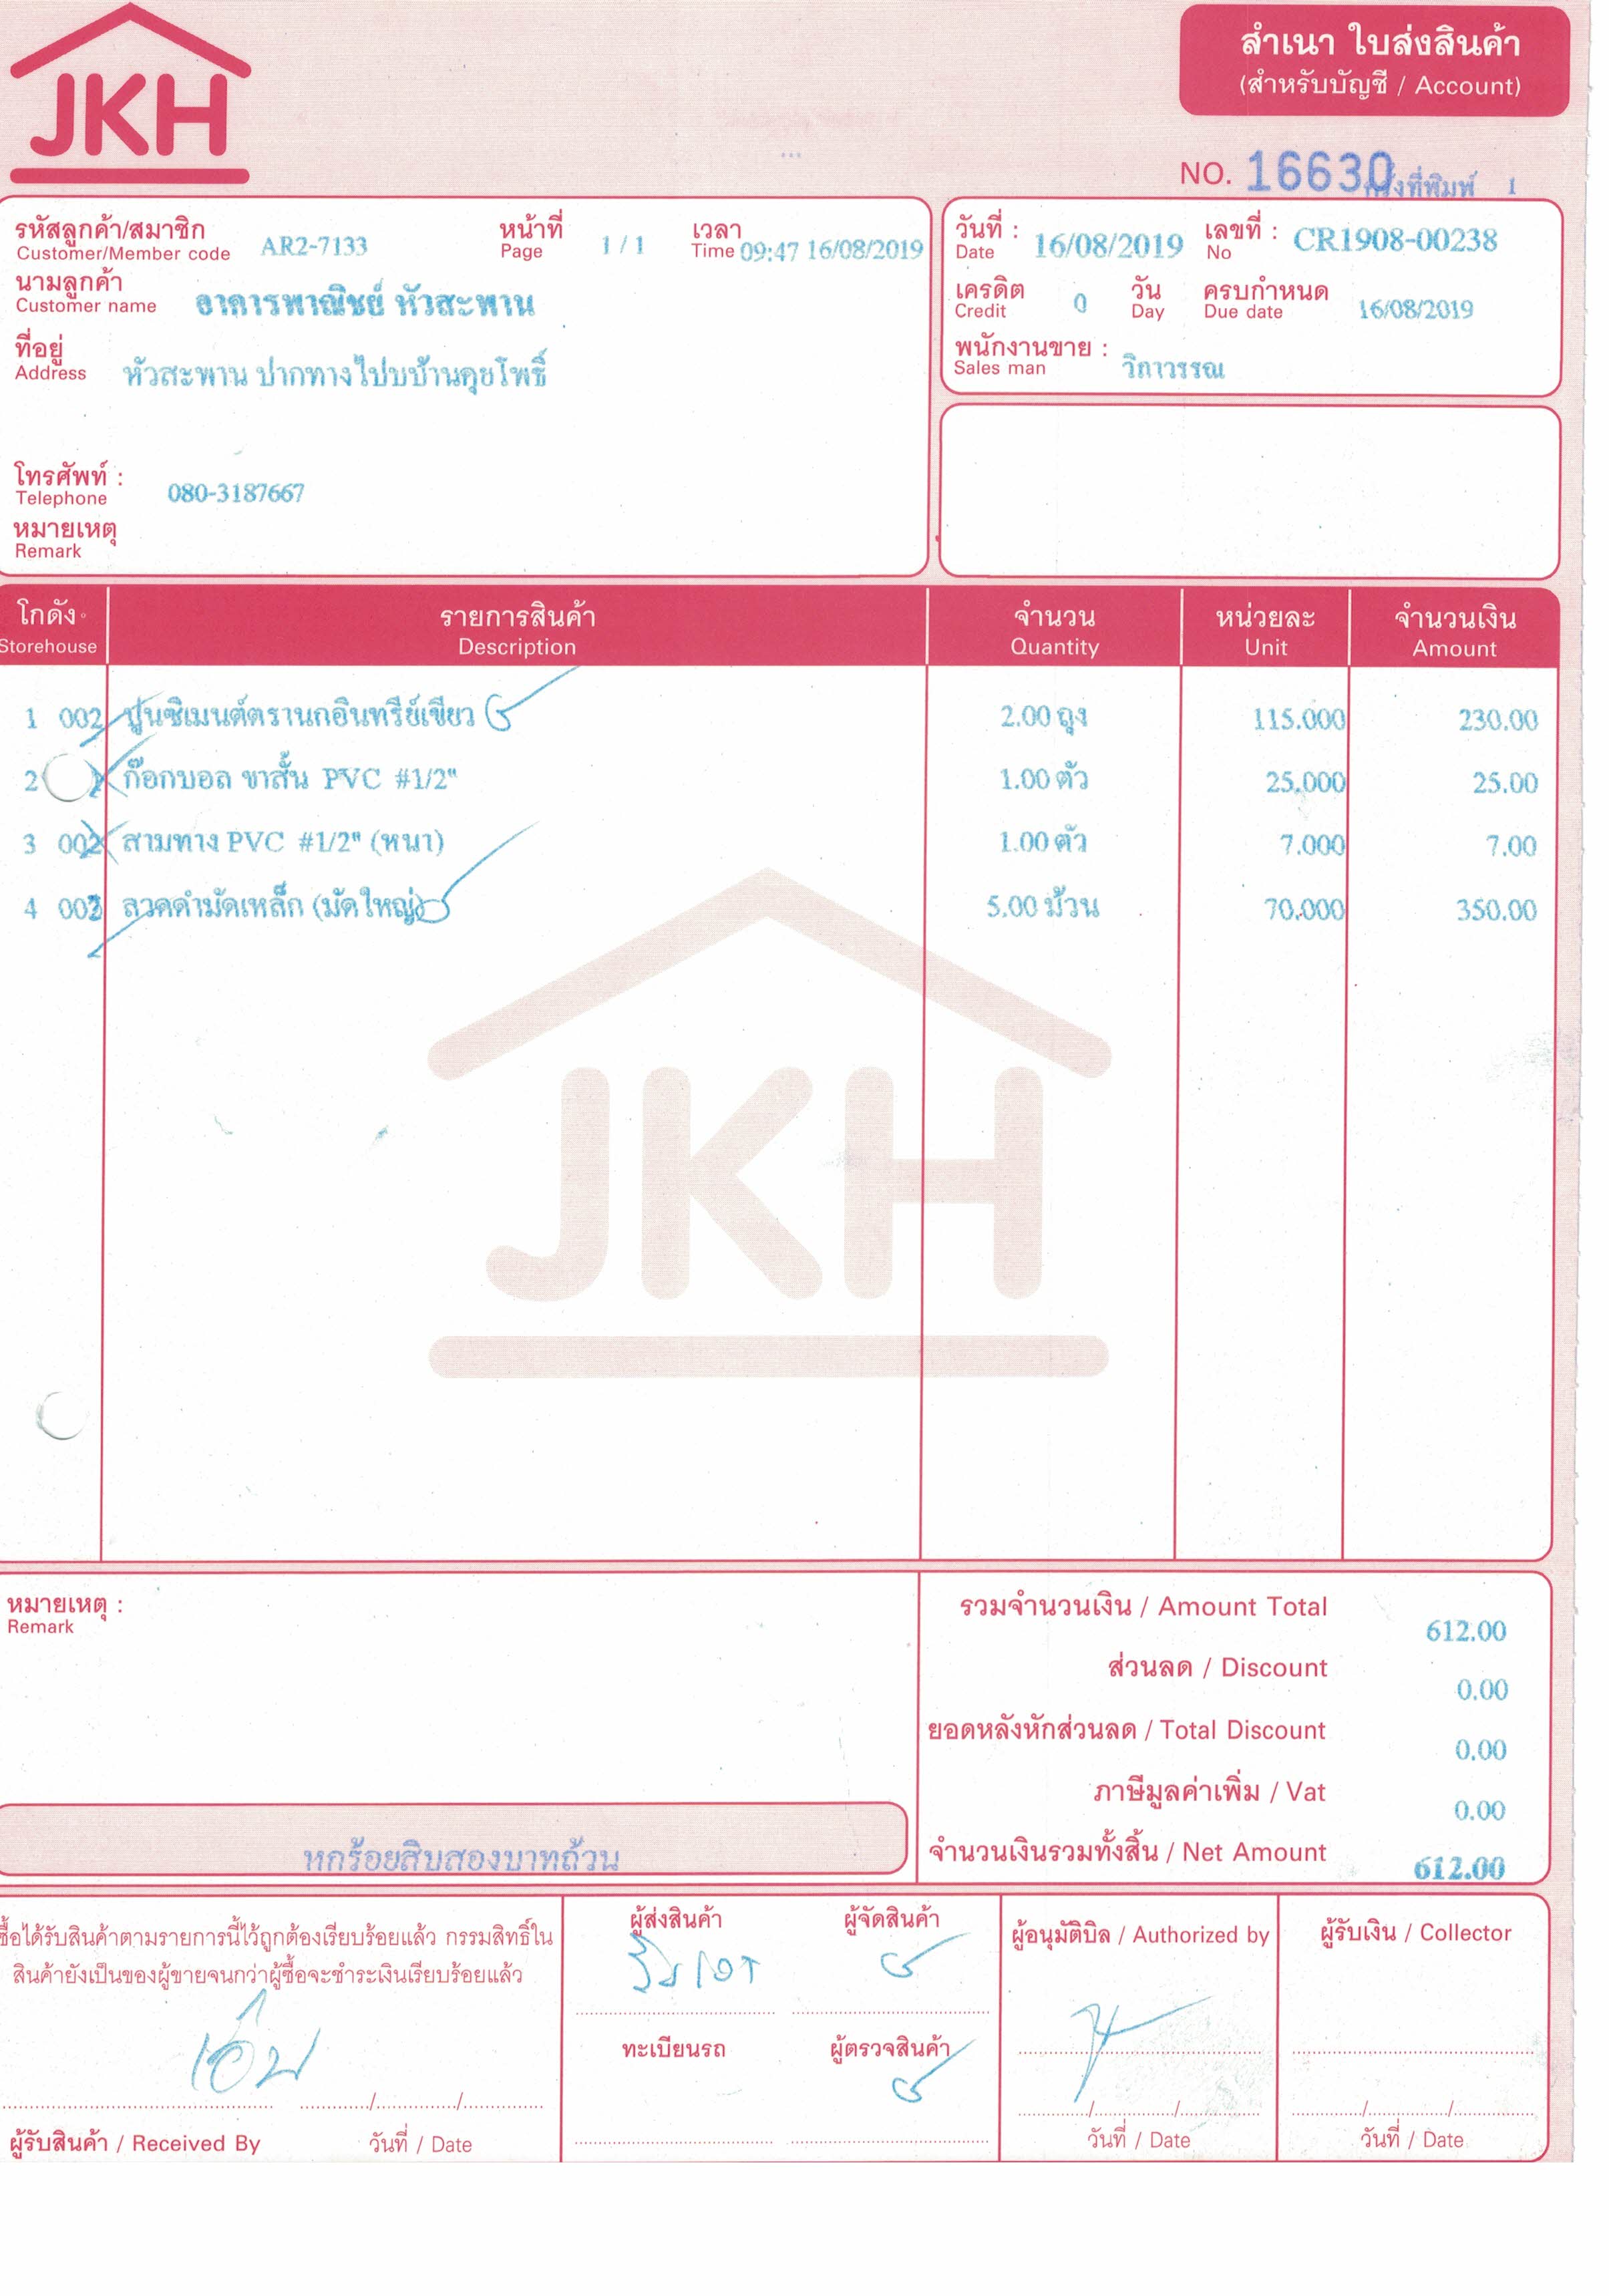 JKH
สำเนา ใบส่งสินค้า
(สำหรับบัญชี / Account)
NO. 16630 ครั้งที่พิมพ์ 1
รหัสลูกค้า/สมาชิก AR2-7133 หน้าที่ 1 / 1 เวลา 09:47 16/08/2019
Customer/Member code Page Time
นามลูกค้า อาคารพาณิชย์ หัวสะพาน
Customer name
ที่อยู่ หัวสะพาน ปากทางไปบบ้านคุยโพธิ์
Address
โทรศัพท์ : 080-3187667
Telephone
หมายเหตุ
Remark
วันที่ : 16/08/2019 เลขที่ : CR1908-00238
Date No
เครดิต 0 วัน ครบกำหนด 16/08/2019
Credit Day Due date
พนักงานขาย : วิภาวรรณ
Sales man
โกดัง รายการสินค้า จำนวน หน่วยละ จำนวนเงิน
Storehouse Description Quantity Unit Amount
1 002 ปูนซิเมนต์ตรานกอินทรีย์เขียว 2.00 ถุง 115.000 230.00
2 ก๊อกบอล ขาสั้น PVC #1/2" 1.00 ตัว 25.000 25.00
3 002 สามทาง PVC #1/2" (หนา) 1.00 ตัว 7.000 7.00
4 ลวดดำมัดเหล็ก (มัดใหญ่) 5.00 ม้วน 70.000 350.00
JKH
หมายเหตุ :
Remark
รวมจำนวนเงิน / Amount Total 612.00
ส่วนลด / Discount 0.00
ยอดหลังหักส่วนลด / Total Discount 0.00
ภาษีมูลค่าเพิ่ม / Vat 0.00
จำนวนเงินรวมทั้งสิ้น / Net Amount 612.00
หกร้อยสิบสองบาทถ้วน
ซื้อได้รับสินค้าตามรายการนี้ไว้ถูกต้องเรียบร้อยแล้ว กรรมสิทธิ์ใน
สินค้ายังเป็นของผู้ขายจนกว่าผู้ซื้อจะชำระเงินเรียบร้อยแล้ว
ผู้รับสินค้า / Received By วันที่ / Date
ผู้ส่งสินค้า ผู้จัดสินค้า
ทะเบียนรถ ผู้ตรวจสินค้า
ผู้อนุมัติบิล / Authorized by
วันที่ / Date
ผู้รับเงิน / Collector
วันที่ / Date